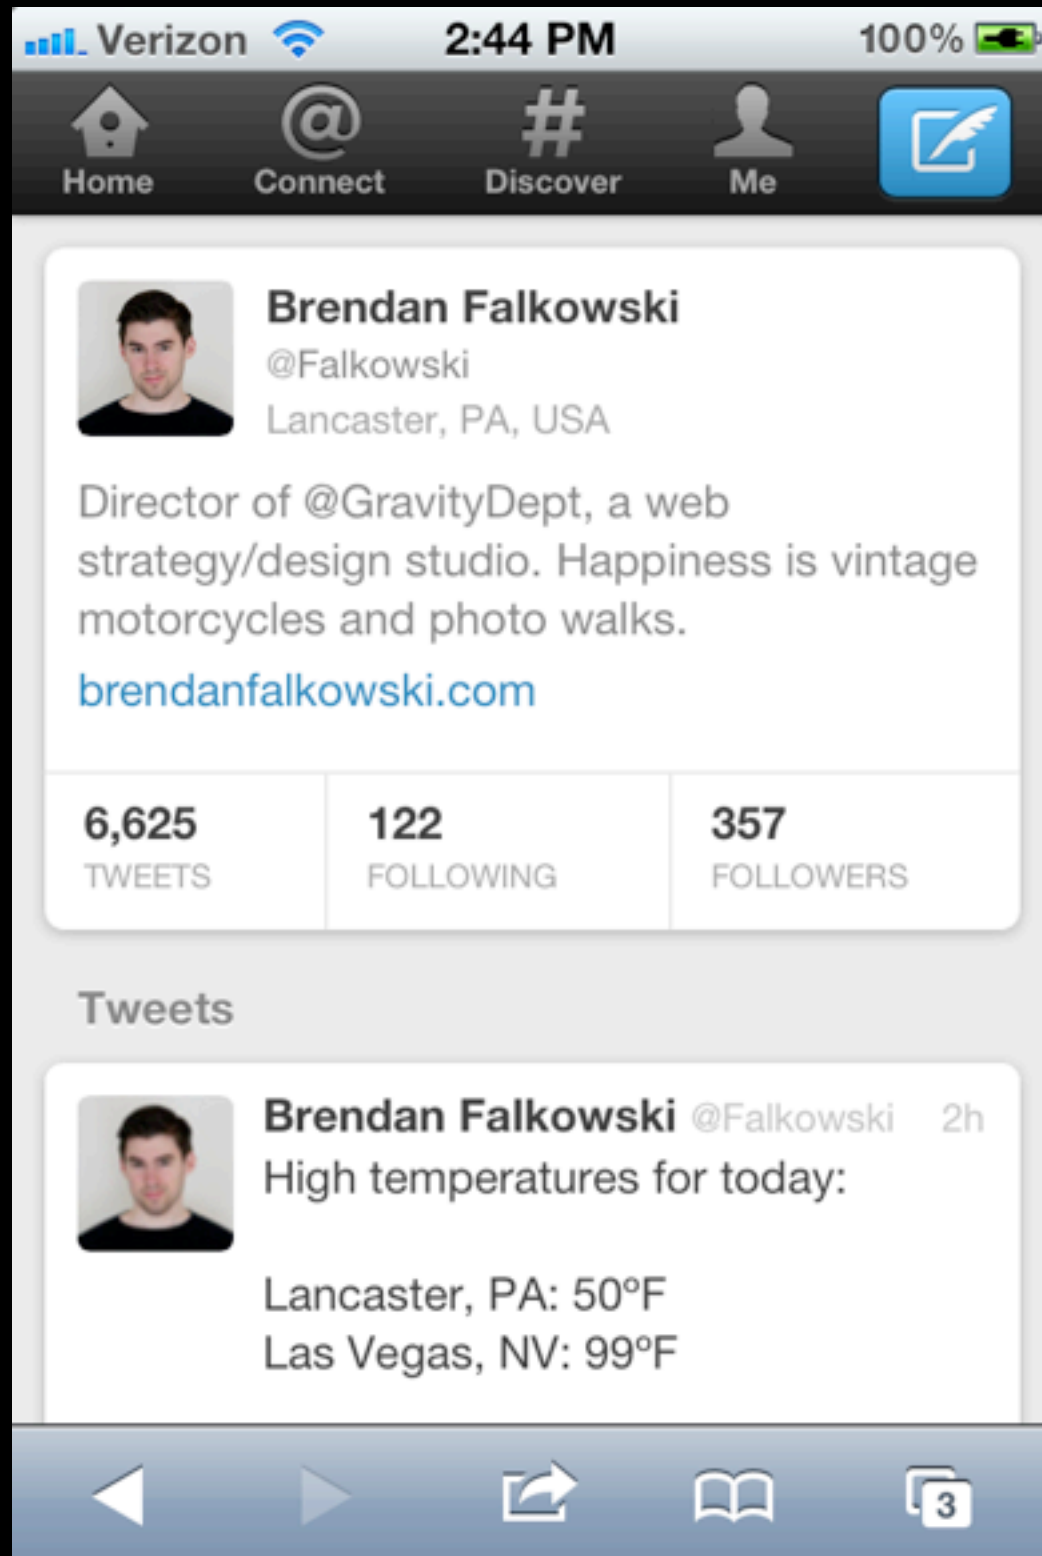 Verizon 2:44 PM 100%
Home Connect @ # Discover Me
Brendan Falkowski
@Falkowski
Lancaster, PA, USA
Director of @GravityDept, a web
strategy/design studio. Happiness is vintage
motorcycles and photo walks.
brendanfalkowski.com
6,625 122 357
TWEETS FOLLOWING FOLLOWERS
Tweets
Brendan Falkowski @Falkowski 2h
High temperatures for today:
Lancaster, PA: 50ºF
Las Vegas, NV: 99ºF
3